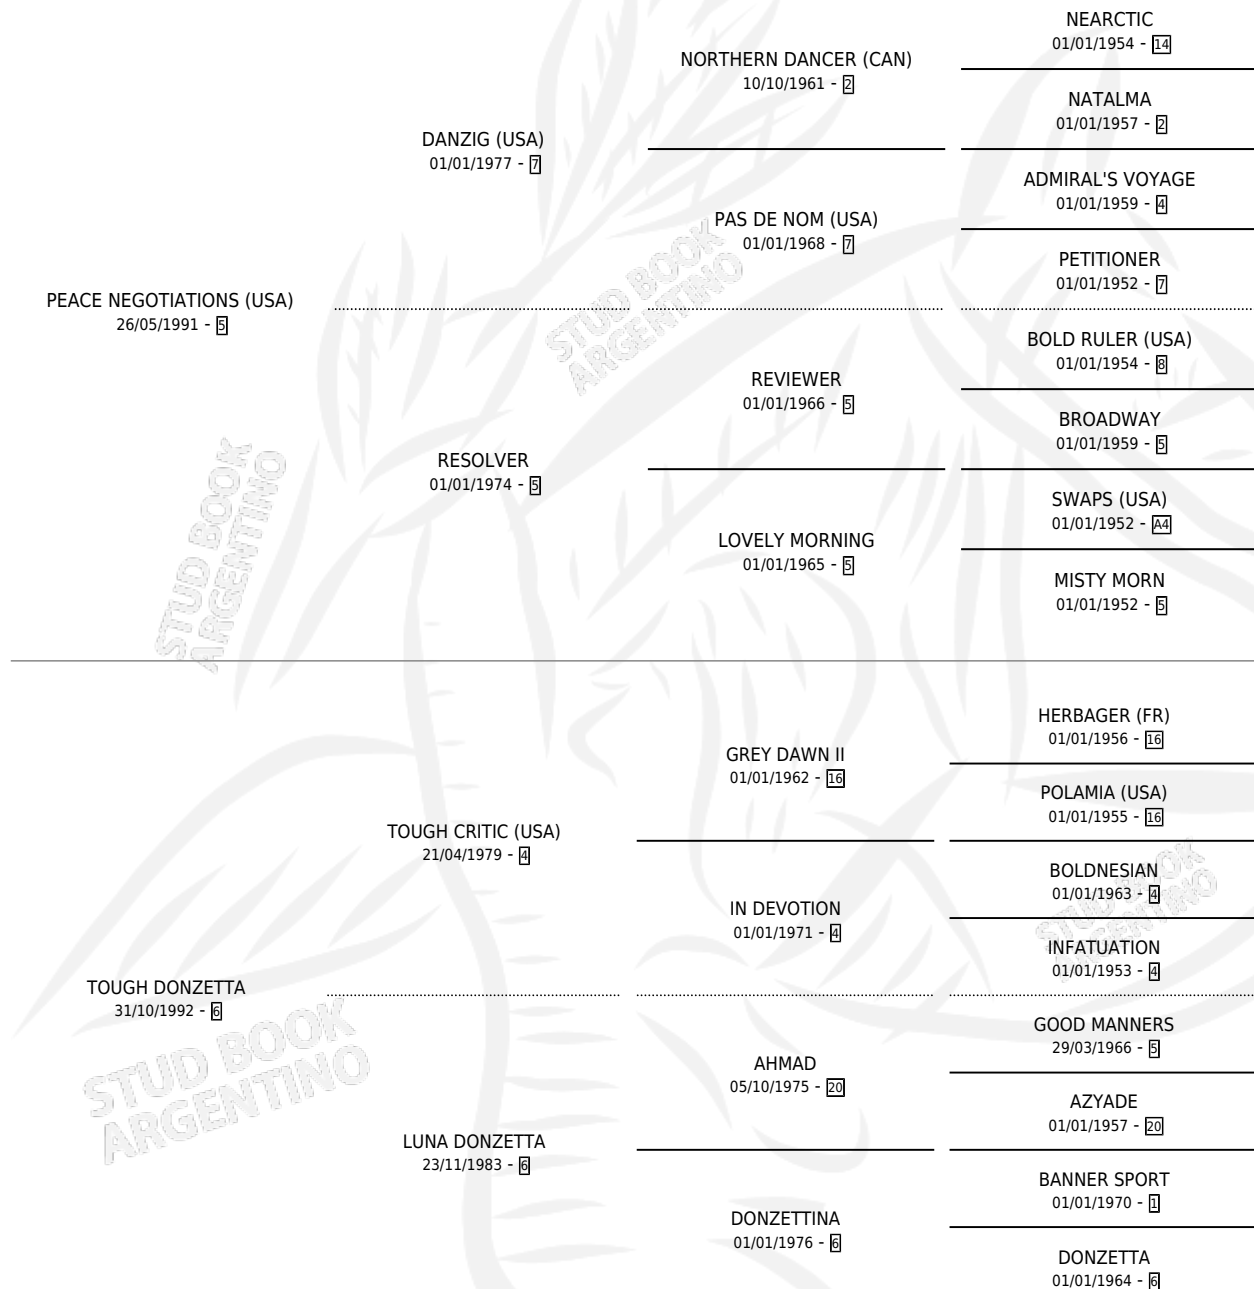 NEARCTIC
01/01/1954 - 14
NORTHERN DANCER (CAN)
10/10/1961 - 2
NATALMA
01/01/1957 - 2
DANZIG (USA)
01/01/1977 - 7
ADMIRAL'S VOYAGE
01/01/1959 - 4
PAS DE NOM (USA)
01/01/1968 - 7
PETITIONER
01/01/1952 - 7
PEACE NEGOTIATIONS (USA)
26/05/1991 - 5
BOLD RULER (USA)
01/01/1954 - 8
REVIEWER
01/01/1966 - 5
BROADWAY
01/01/1959 - 5
RESOLVER
01/01/1974 - 5
SWAPS (USA)
01/01/1952 - A4
LOVELY MORNING
01/01/1965 - 5
MISTY MORN
01/01/1952 - 5
HERBAGER (FR)
01/01/1956 - 16
GREY DAWN II
01/01/1962 - 16
POLAMIA (USA)
01/01/1955 - 16
TOUGH CRITIC (USA)
21/04/1979 - 4
BOLDNESIAN
01/01/1963 - 4
IN DEVOTION
01/01/1971 - 4
INFATUATION
01/01/1953 - 4
TOUGH DONZETTA
31/10/1992 - 6
GOOD MANNERS
29/03/1966 - 5
AHMAD
05/10/1975 - 20
AZYADE
01/01/1957 - 20
LUNA DONZETTA
23/11/1983 - 6
BANNER SPORT
01/01/1970 - 1
DONZETTINA
01/01/1976 - 6
DONZETTA
01/01/1964 - 6
STUD BOOK
ARGENTINO
STUD BOOK
ARGENTINO
STUD BOOK
ARGENTINO
STUD BOOK
ARGENTINO